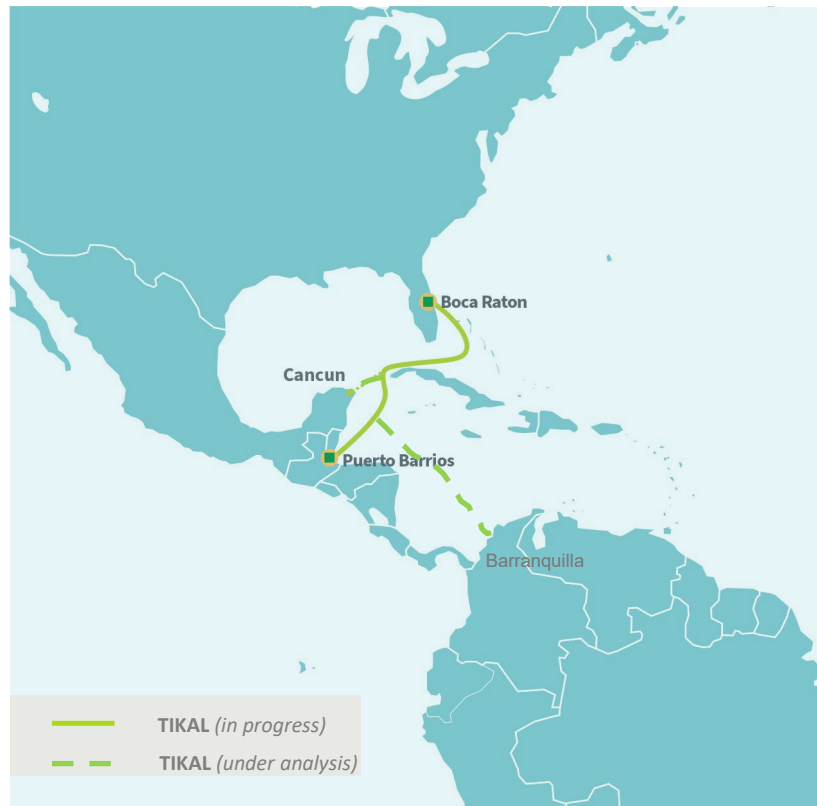 Boca Raton
Cancun
Puerto Barrios
Barranquilla
TIKAL (in progress)
TIKAL (under analysis)